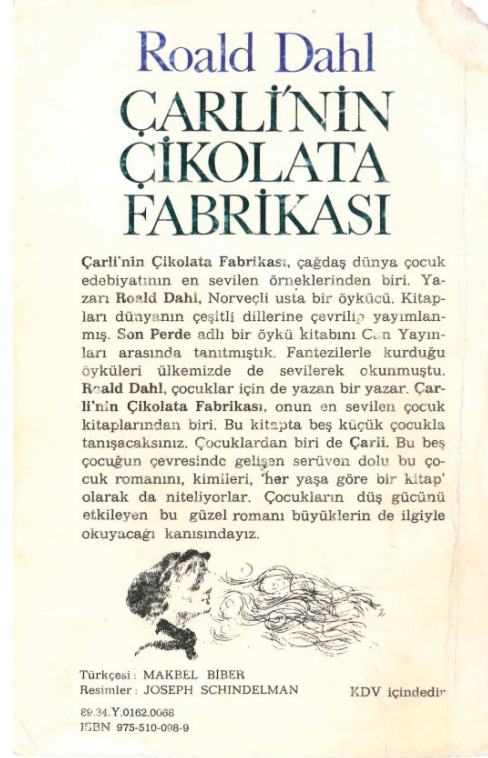 Roald Dahl
ÇARLİ'NİN
ÇİKOLATA
FABRİKASI
Çarli'nin Çikolata Fabrikası, çağdaş dünya çocuk
edebiyatının en sevilen örneklerinden biri. Ya-
zarı Roald Dahl, Norveçli usta bir öykücü. Kitap-
ları dünyanın çeşitli dillerine çevrilip yayımlan-
mış. Son Perde adlı bir öykü kitabını Can Yayın-
ları arasında tanıtmıştık. Fantezilerle kurduğu
öyküleri ülkemizde de sevilerek okunmuştu.
Roald Dahl, çocuklar için de yazan bir yazar. Çar-
li'nin Çikolata Fabrikası, onun en sevilen çocuk
kitaplarından biri. Bu kitapta beş küçük çocukla
tanışacaksınız. Çocuklardan biri de Çarli. Bu beş
çocuğun çevresinde gelişen serüven dolu bu ço-
cuk romanını, kimileri, 'her yaşa göre bir kitap'
olarak da niteliyorlar. Çocukların düş gücünü
etkileyen bu güzel romanı büyüklerin de ilgiyle
okuyacağı kanısındayız.
Türkçesi : MAKBEL BİBER
Resimler : JOSEPH SCHINDELMAN
KDV içindedir
89.34.Y.0162.0068
ISBN 975-510-098-9